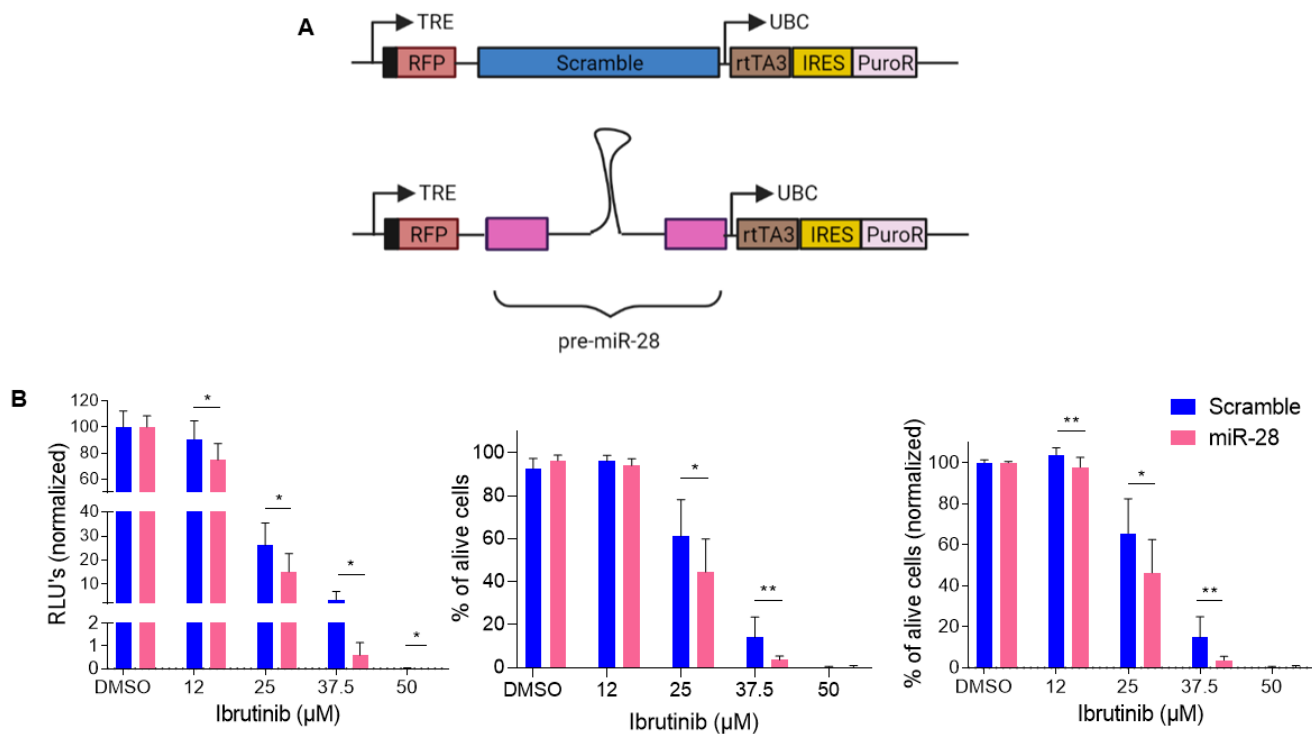 A
TRE
UBC
RFP
Scramble
rtTA3
IRES
PuroR
TRE
UBC
RFP
rtTA3
IRES
PuroR
pre-miR-28
B
RLU's (normalized)
120
100
80
60
40
30
20
10
2
1
0
*
*
*
*
DMSO 12 25 37.5 50
Ibrutinib (µM)
% of alive cells
100
80
60
40
20
0
*
**
DMSO 12 25 37.5 50
Ibrutinib (µM)
% of alive cells (normalized)
100
80
60
40
20
0
**
*
**
DMSO 12 25 37.5 50
Ibrutinib (µM)
Scramble
miR-28